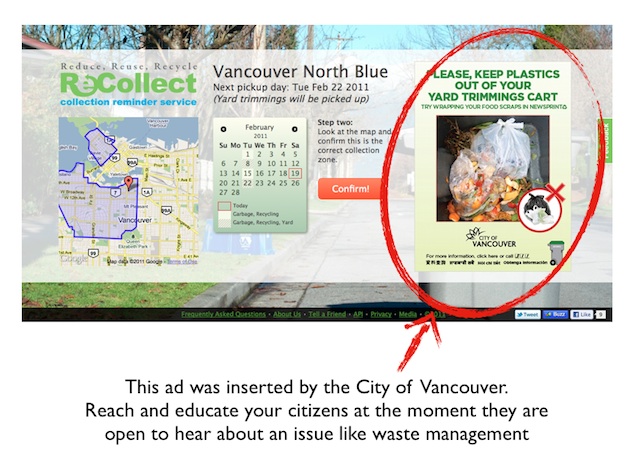 Reduce. Reuse. Recycle
ReCollect
collection reminder service
Vancouver North Blue
Next pickup day: Tue Feb 22 2011
(Yard trimmings will be picked up)
February
2011
Su Mo Tu We Th Fr Sa
1 2 3 4 5
6 7 8 9 10 11 12
13 14 15 16 17 18 19
20 21 22 23 24 25 26
27 28
Today
Garbage, Recycling
Garbage, Recycling, Yard
Step two:
Look at the map and
confirm this is the
correct collection
zone.
Confirm!
Vancouver
Google
Map data ©2011 Google - Terms of Use
PLEASE, KEEP PLASTICS
OUT OF YOUR
YARD TRIMMINGS CART
TRY WRAPPING YOUR FOOD SCRAPS IN NEWSPRINT
CITY OF
VANCOUVER
For more information, click here or call
Obtenga información
Feedback
Frequently Asked Questions • About Us • Tell a Friend • API • Privacy • Media • ©2011
Tweet
Buzz
Like
9
This ad was inserted by the City of Vancouver.
Reach and educate your citizens at the moment they are
open to hear about an issue like waste management